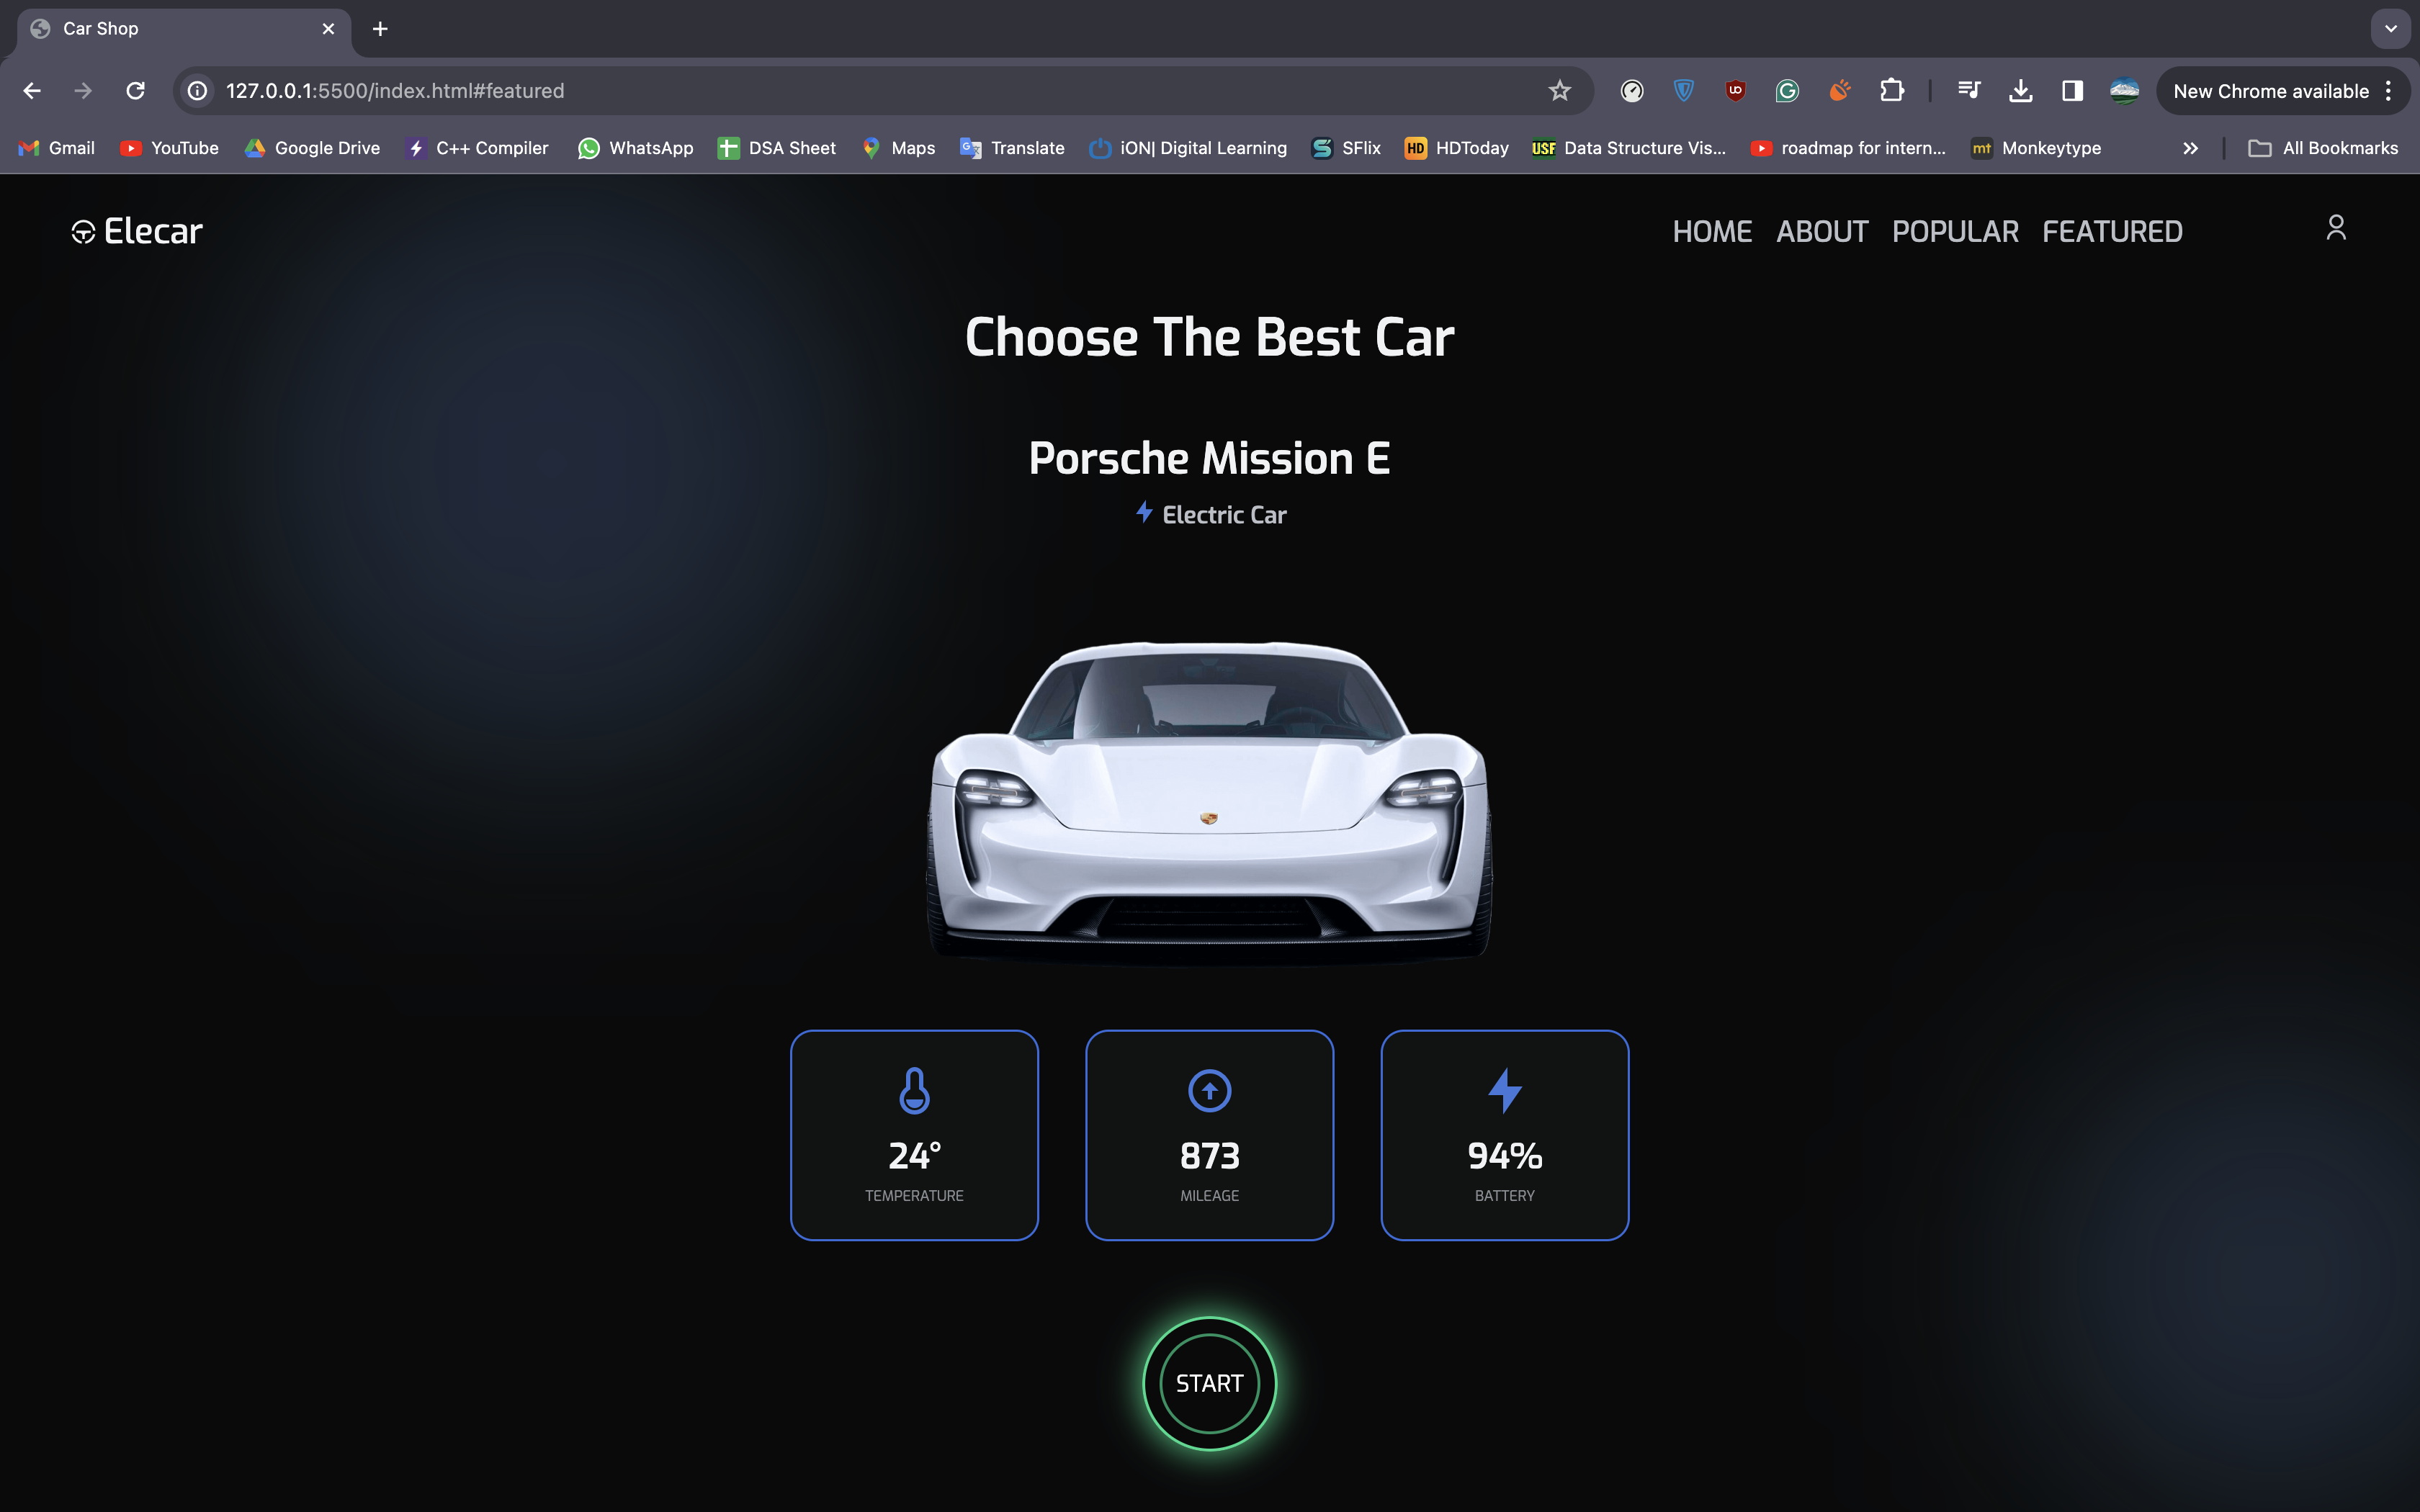 Car Shop
127.0.0.1:5500/index.html#featured
New Chrome available
Gmail YouTube Google Drive C++ Compiler WhatsApp DSA Sheet Maps Translate iON| Digital Learning SFlix HD HDToday USF Data Structure Vis... roadmap for intern... mt Monkeytype All Bookmarks
Elecar HOME ABOUT POPULAR FEATURED
Choose The Best Car
Porsche Mission E
Electric Car
24° 873 94%
TEMPERATURE MILEAGE BATTERY
START